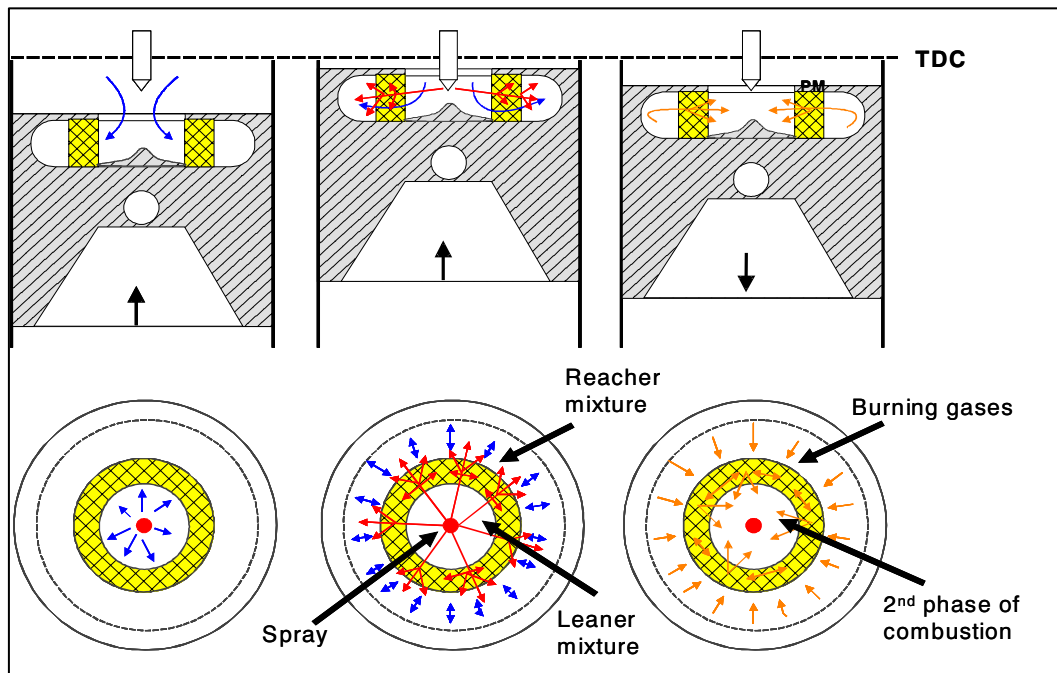 TDC
PM
Reacher
mixture
Burning gases
Spray
Leaner
mixture
2nd phase of
combustion